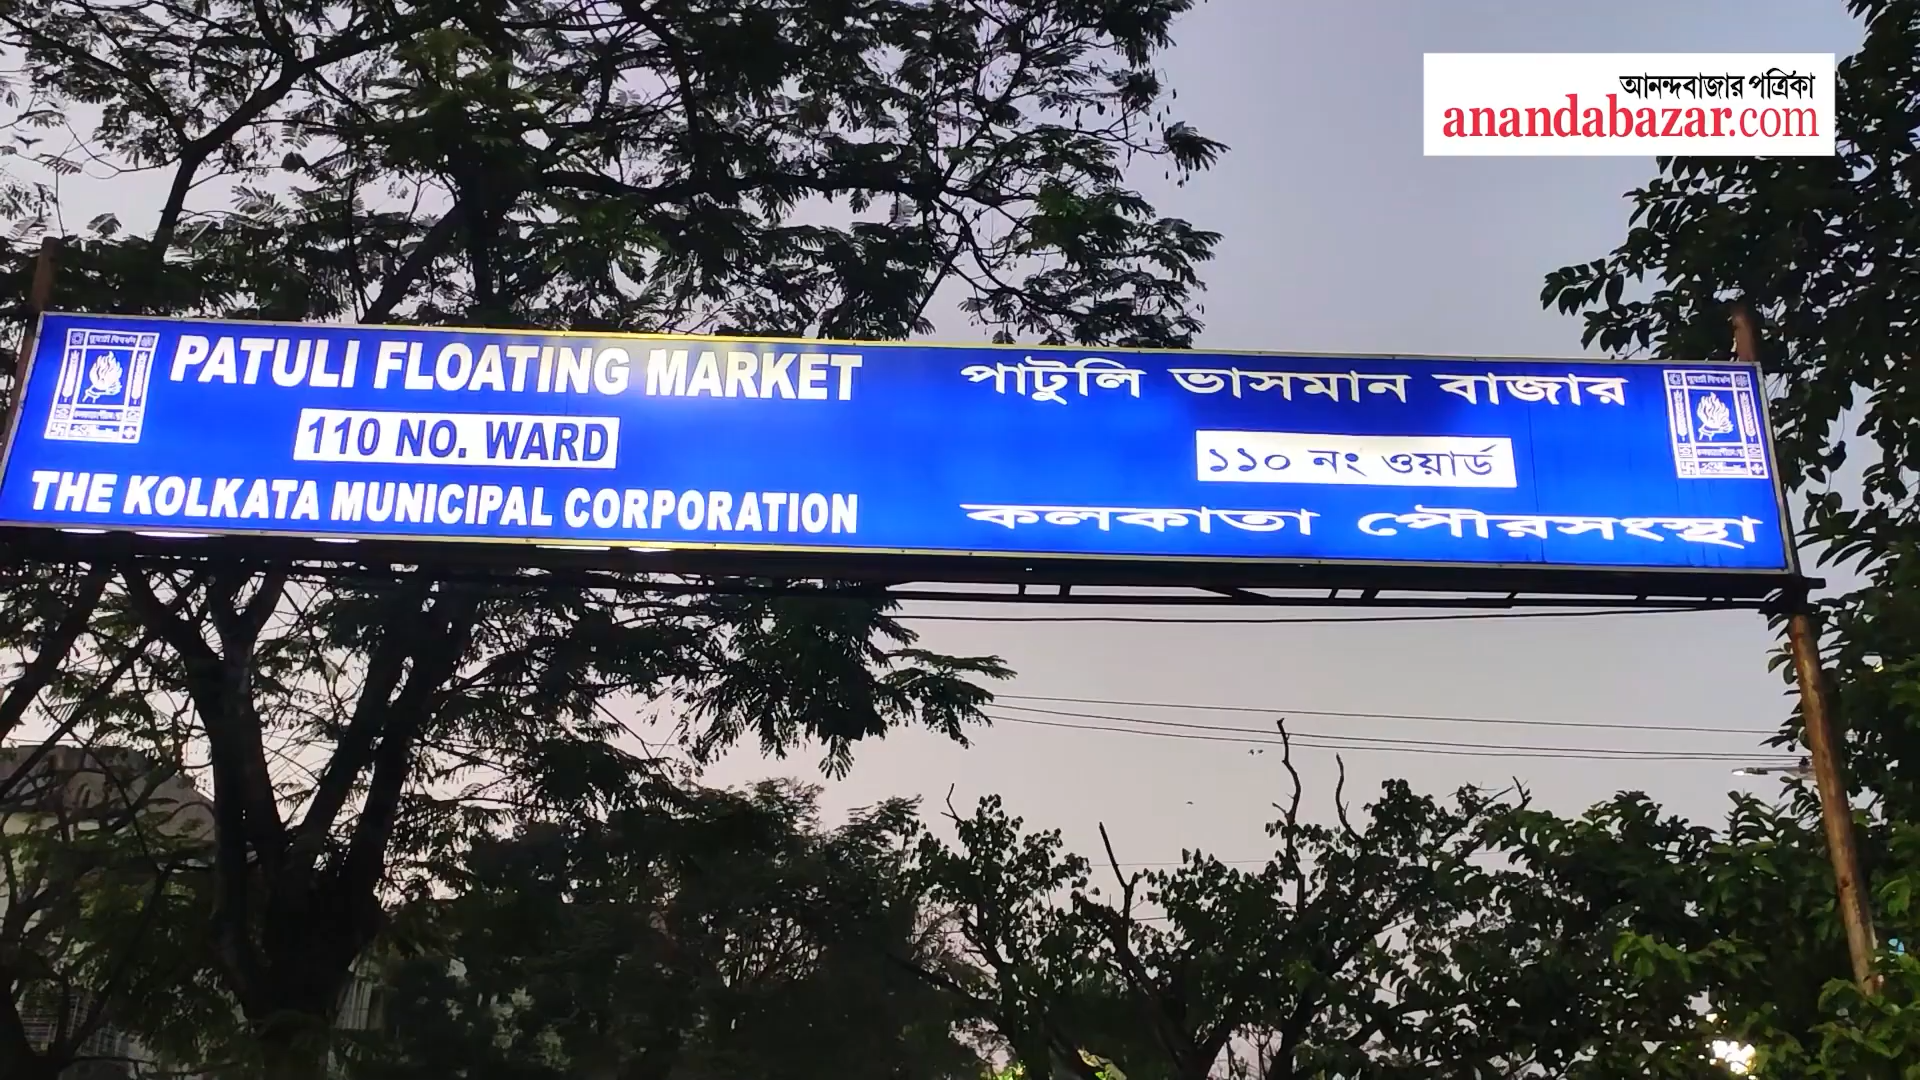 আনন্দবাজার পত্রিকা
anandabazar.com
PATULI FLOATING MARKET
110 NO. WARD
THE KOLKATA MUNICIPAL CORPORATION
পাটুলি ভাসমান বাজার
১১০ নং ওয়ার্ড
কলকাতা পৌরসংস্থা